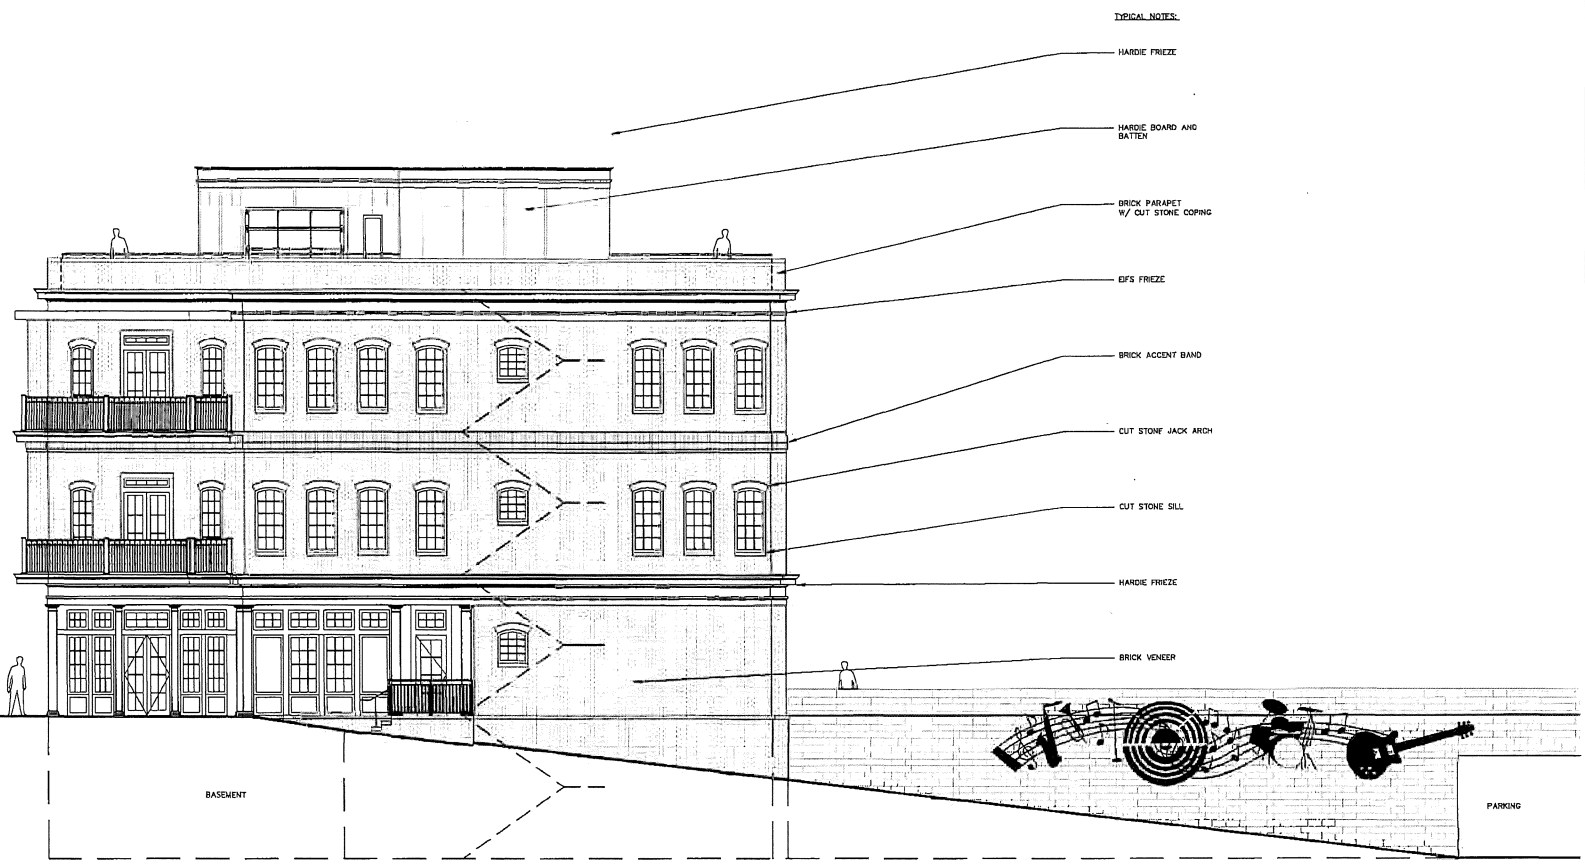 TYPICAL NOTES:
HARDIE FRIEZE
HARDIE BOARD AND
BATTEN
BRICK PARAPET
W/ CUT STONE COPING
EIFS FRIEZE
BRICK ACCENT BAND
CUT STONE JACK ARCH
CUT STONE SILL
HARDIE FRIEZE
BRICK VENEER
BASEMENT
PARKING